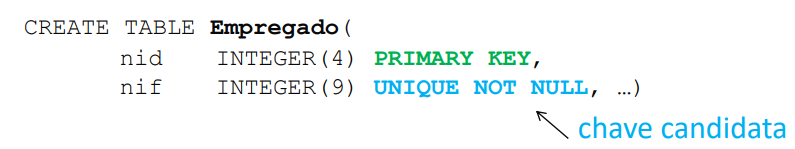 CREATE TABLE Empregado(
nid INTEGER(4) PRIMARY KEY,
nif INTEGER(9) UNIQUE NOT NULL, …)
chave candidata